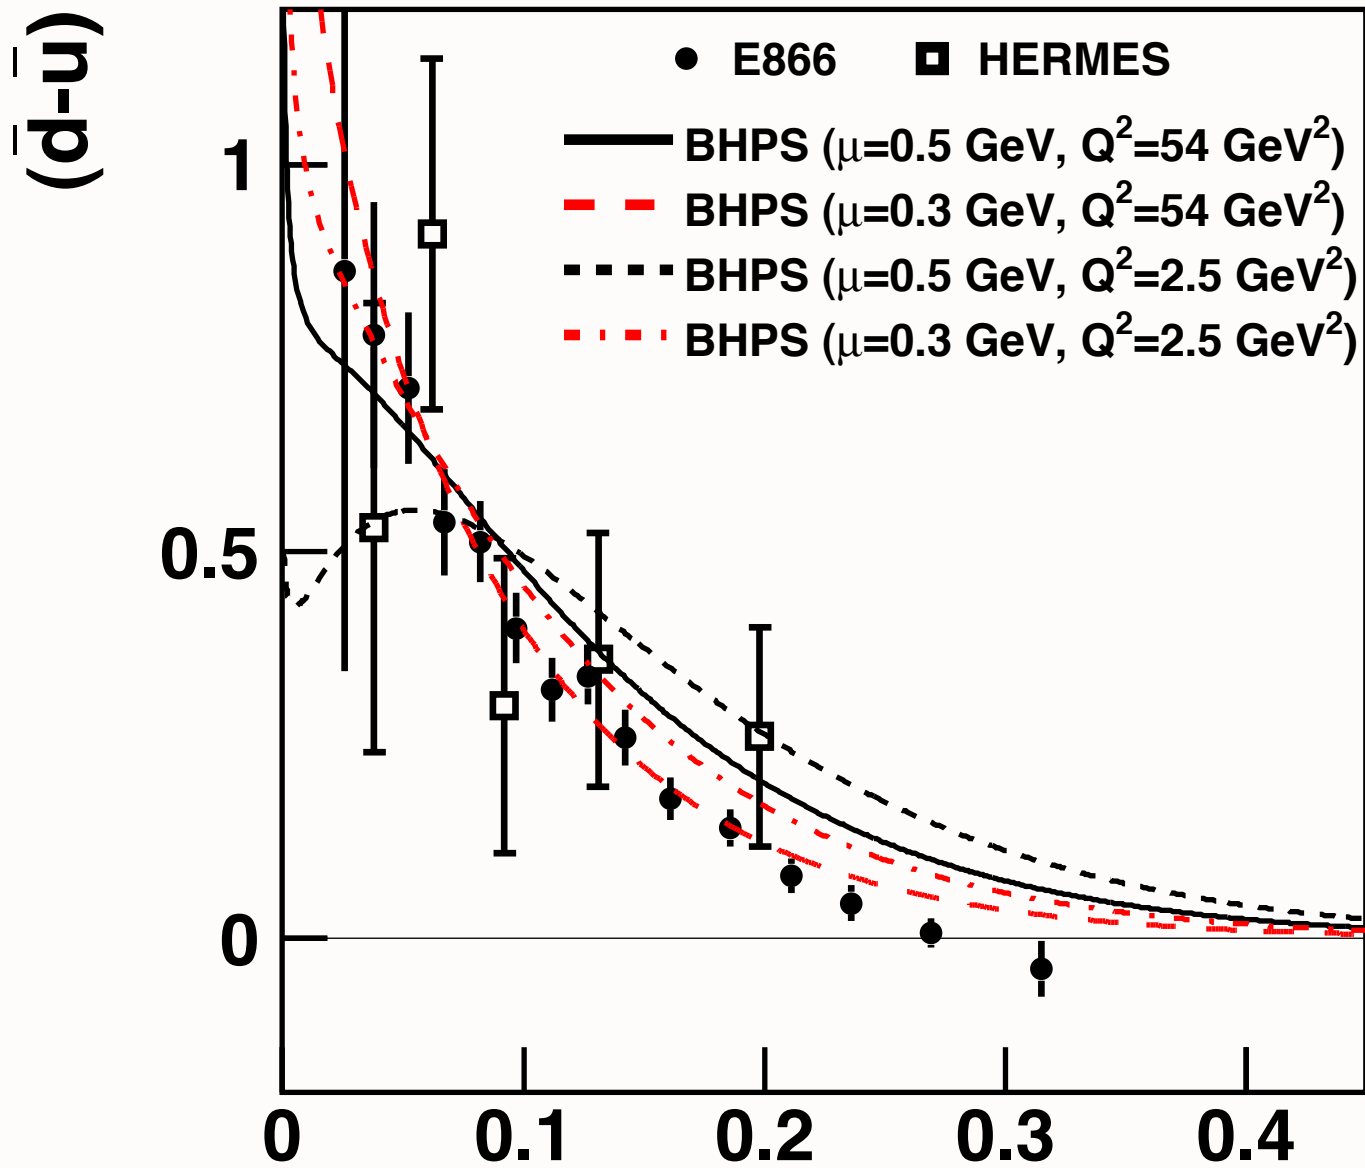 (d̅-u̅)
E866 HERMES
BHPS (μ=0.5 GeV, Q²=54 GeV²)
BHPS (μ=0.3 GeV, Q²=54 GeV²)
BHPS (μ=0.5 GeV, Q²=2.5 GeV²)
BHPS (μ=0.3 GeV, Q²=2.5 GeV²)
1
0.5
0
0 0.1 0.2 0.3 0.4